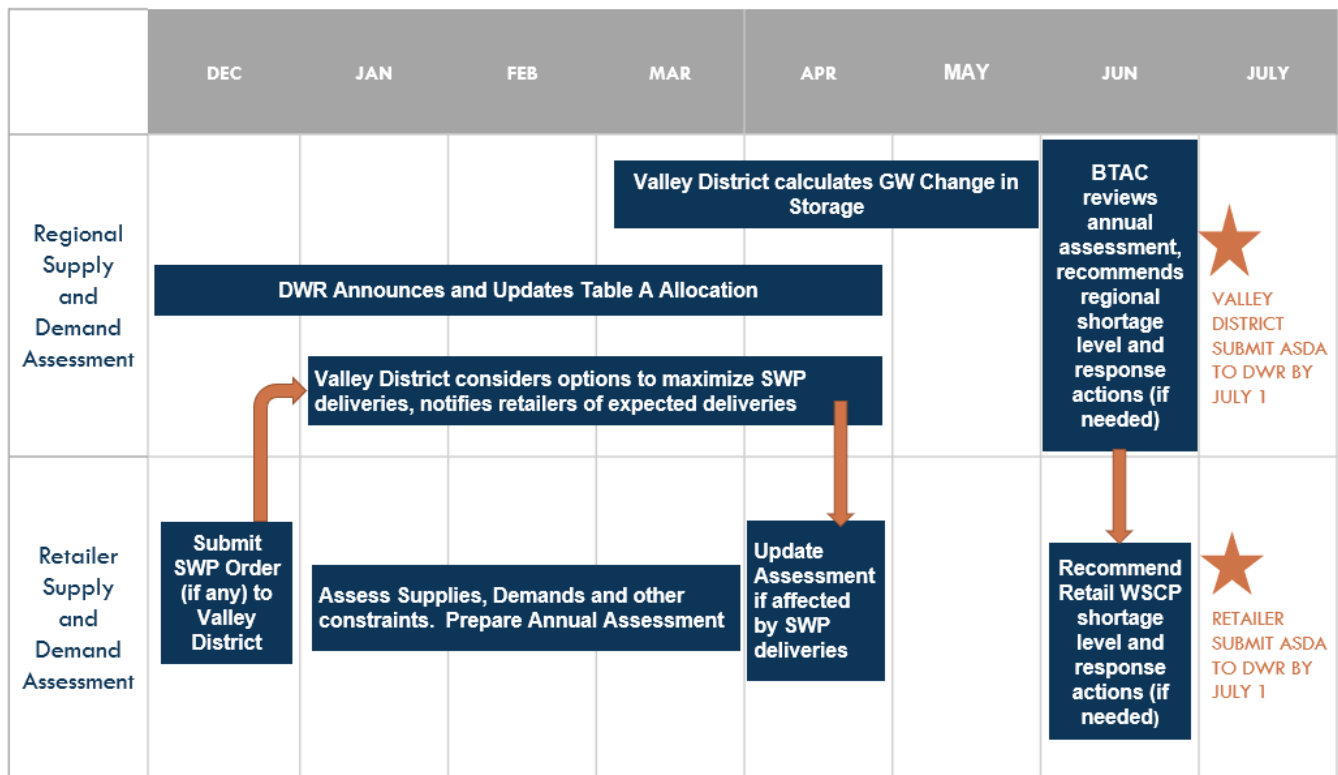 DEC JAN FEB MAR APR MAY JUN JULY
Regional
Supply
and
Demand
Assessment
Valley District calculates GW Change in
Storage
DWR Announces and Updates Table A Allocation
Valley District considers options to maximize SWP
deliveries, notifies retailers of expected deliveries
BTAC
reviews
annual
assessment,
recommends
regional
shortage
level and
response
actions (if
needed)
VALLEY
DISTRICT
SUBMIT ASDA
TO DWR BY
JULY 1
Retailer
Supply
and
Demand
Assessment
Submit
SWP Order
(if any) to
Valley
District
Assess Supplies, Demands and other
constraints.  Prepare Annual Assessment
Update
Assessment
if affected
by SWP
deliveries
Recommend
Retail WSCP
shortage
level and
response
actions (if
needed)
RETAILER
SUBMIT ASDA
TO DWR BY
JULY 1